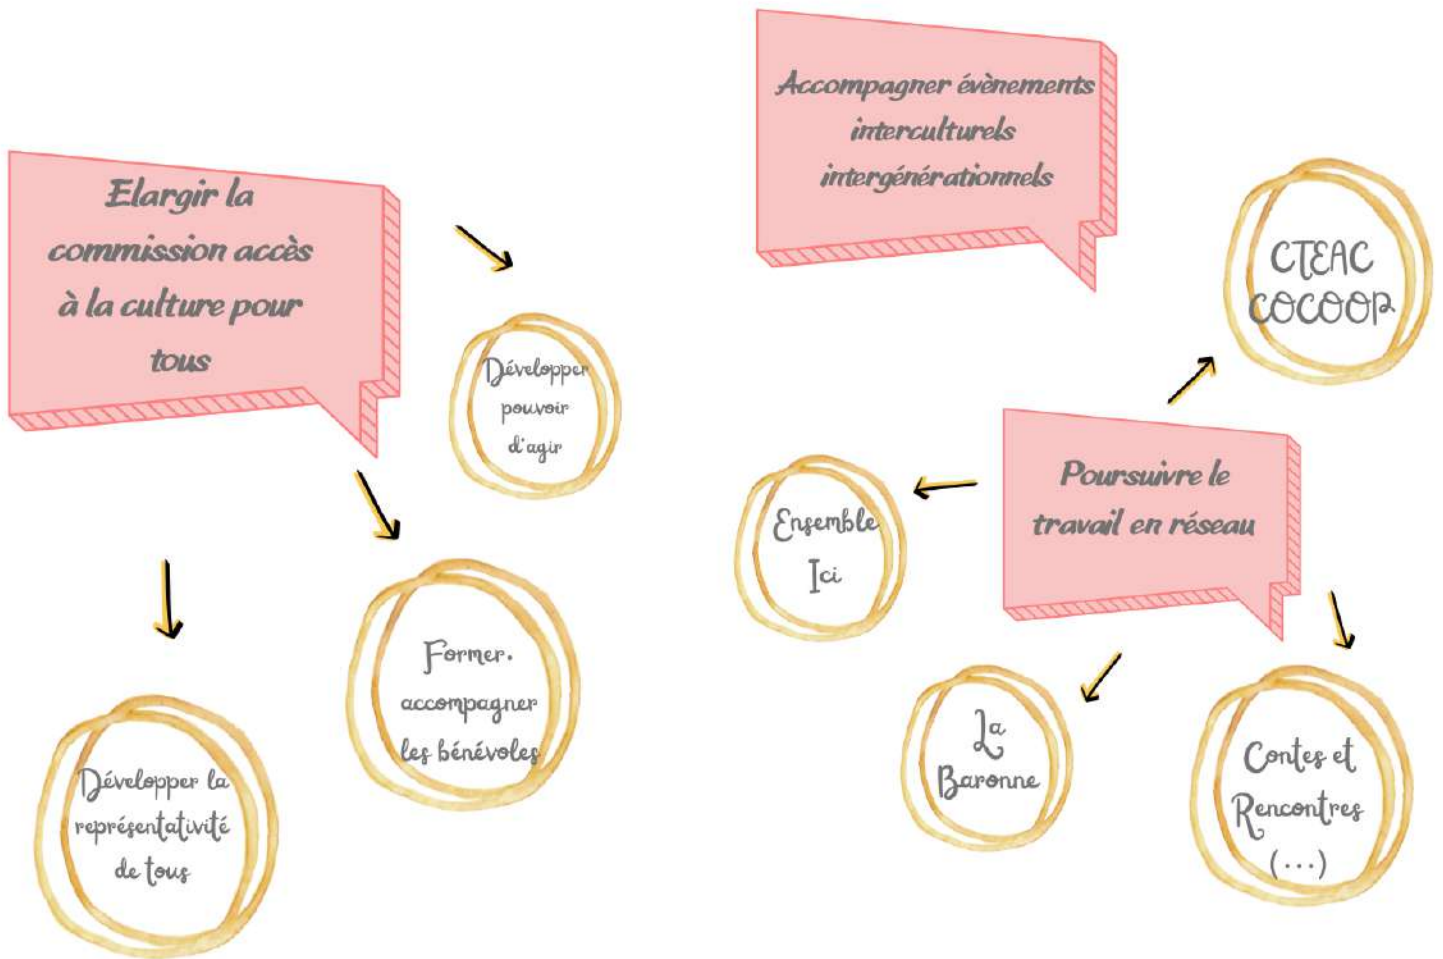 Elargir la
commission accès
à la culture pour
tous
Développer
pouvoir
d'agir
Former.
accompagner
les bénévoles
Développer la
représentativité
de tous
Accompagner évènements
interculturels
intergénérationnels
CTEAC
COCOOP
Poursuivre le
travail en réseau
Ensemble
Ici
La
Baronne
Contes et
Rencontres
(...)